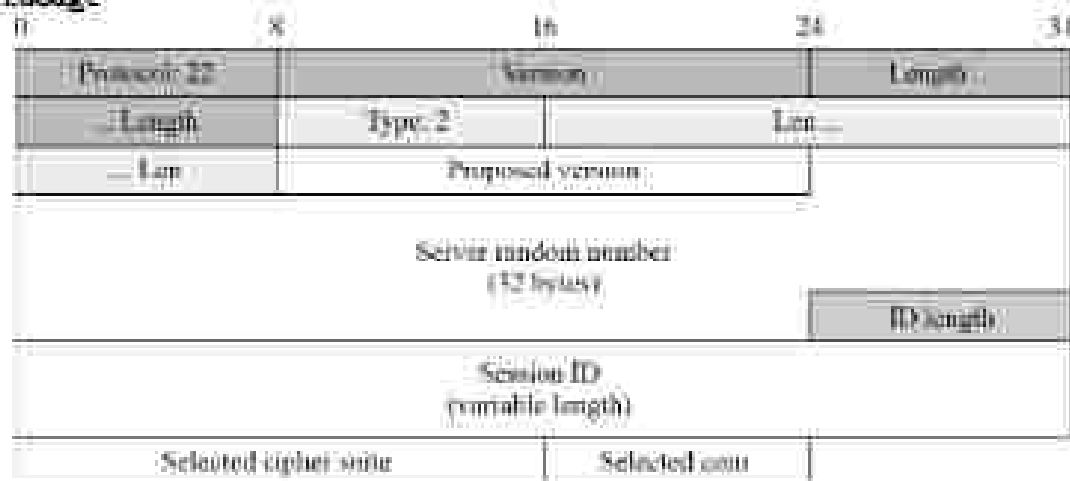 0 8 16 24 31
Protocol: 22 Version Length ...
... Length Type: 2 Len ...
... Len Proposed version
Server random number
(32 bytes)
ID length
Session ID
(variable length)
Selected cipher suite Selected com